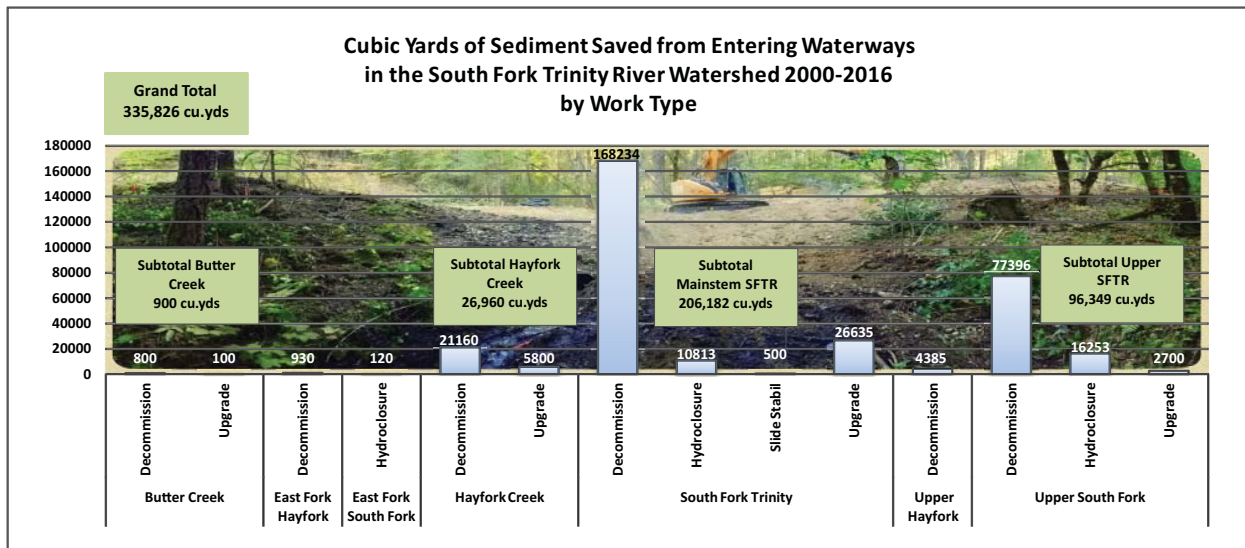 Cubic Yards of Sediment Saved from Entering Waterways
in the South Fork Trinity River Watershed 2000-2016
by Work Type
Grand Total
335,826 cu.yds
180000
160000
140000
120000
100000
80000
60000
40000
20000
0
Subtotal Butter
Creek
900 cu.yds
Subtotal Hayfork
Creek
26,960 cu.yds
Subtotal
Mainstem SFTR
206,182 cu.yds
Subtotal Upper
SFTR
96,349 cu.yds
800
100
930
120
21160
5800
168234
10813
500
26635
4385
77396
16253
2700
Decommission
Upgrade
Decommission
Hydroclosure
Decommission
Upgrade
Decommission
Hydroclosure
Slide Stabil
Upgrade
Decommission
Decommission
Hydroclosure
Upgrade
Butter Creek
East Fork
Hayfork
East Fork
South Fork
Hayfork Creek
South Fork Trinity
Upper
Hayfork
Upper South Fork